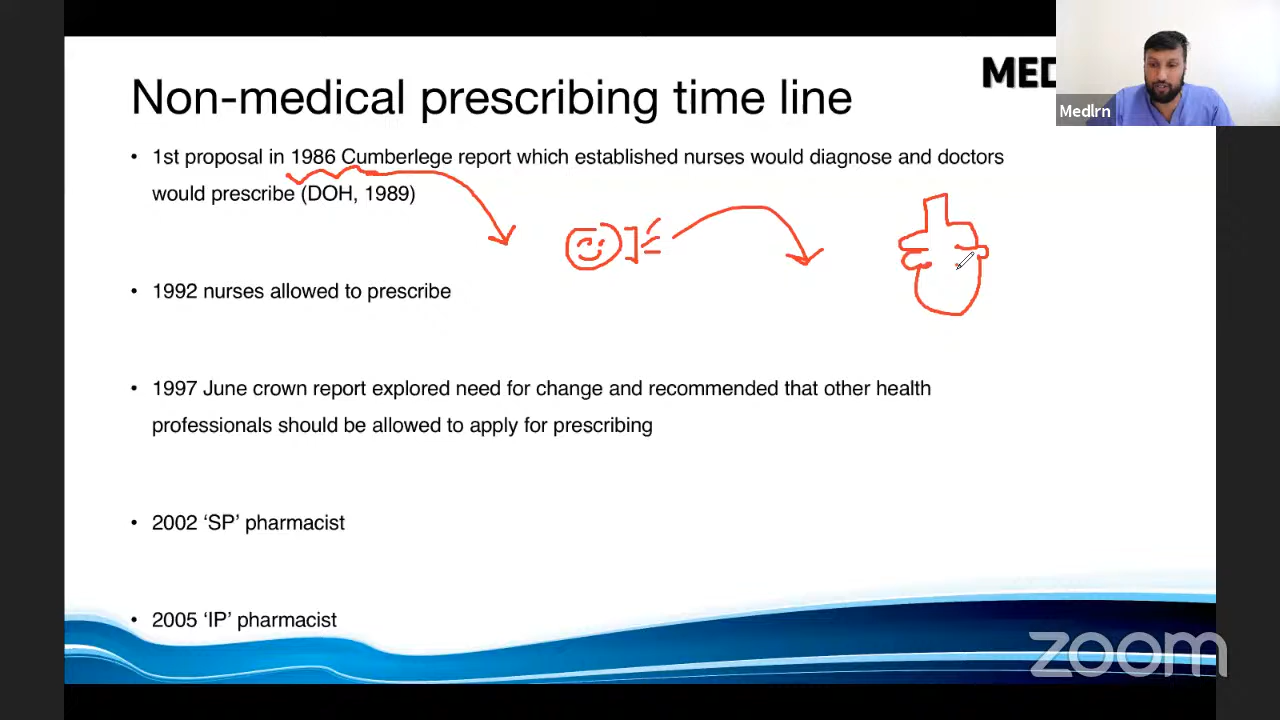 Non-medical prescribing time line
MED
Medlrn
• 1st proposal in 1986 Cumberlege report which established nurses would diagnose and doctors
would prescribe (DOH, 1989)
• 1992 nurses allowed to prescribe
• 1997 June crown report explored need for change and recommended that other health
professionals should be allowed to apply for prescribing
• 2002 ‘SP’ pharmacist
• 2005 ‘IP’ pharmacist
zoom